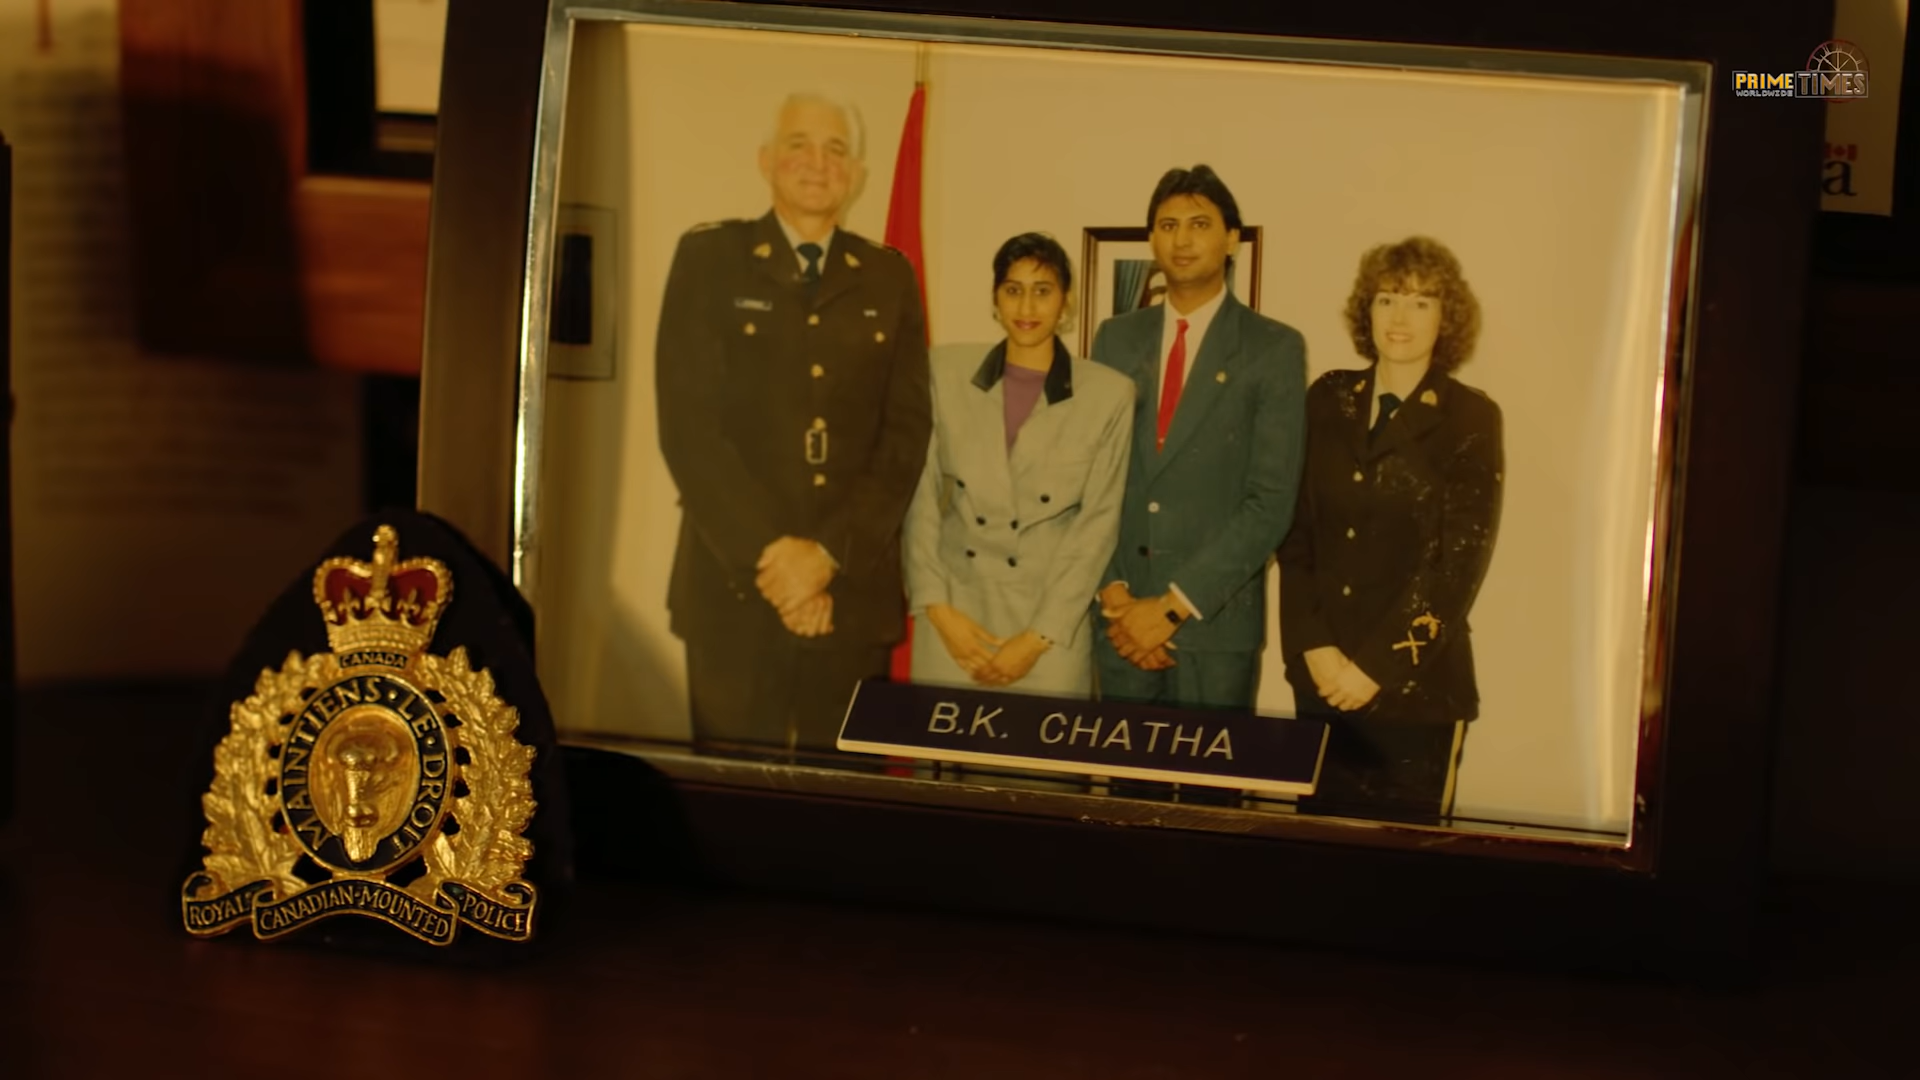 PRIME TIMES
WORLDWIDE
a
B.K. CHATHA
CANADA
MAINTIENS · LE · DROIT
ROYAL CANADIAN · MOUNTED POLICE